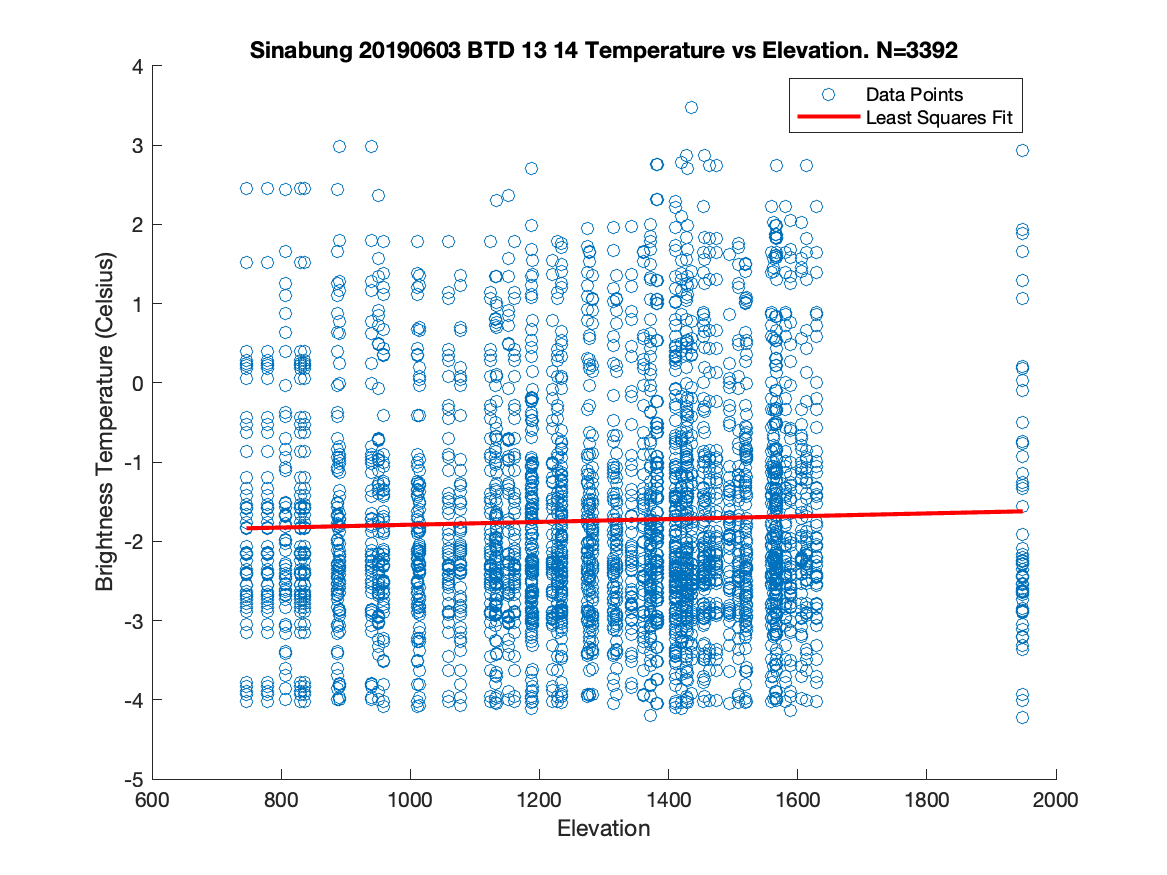 Sinabung 20190603 BTD 13 14 Temperature vs Elevation. N=3392
Data Points
Least Squares Fit
Brightness Temperature (Celsius)
4
3
2
1
0
-1
-2
-3
-4
-5
600 800 1000 1200 1400 1600 1800 2000
Elevation